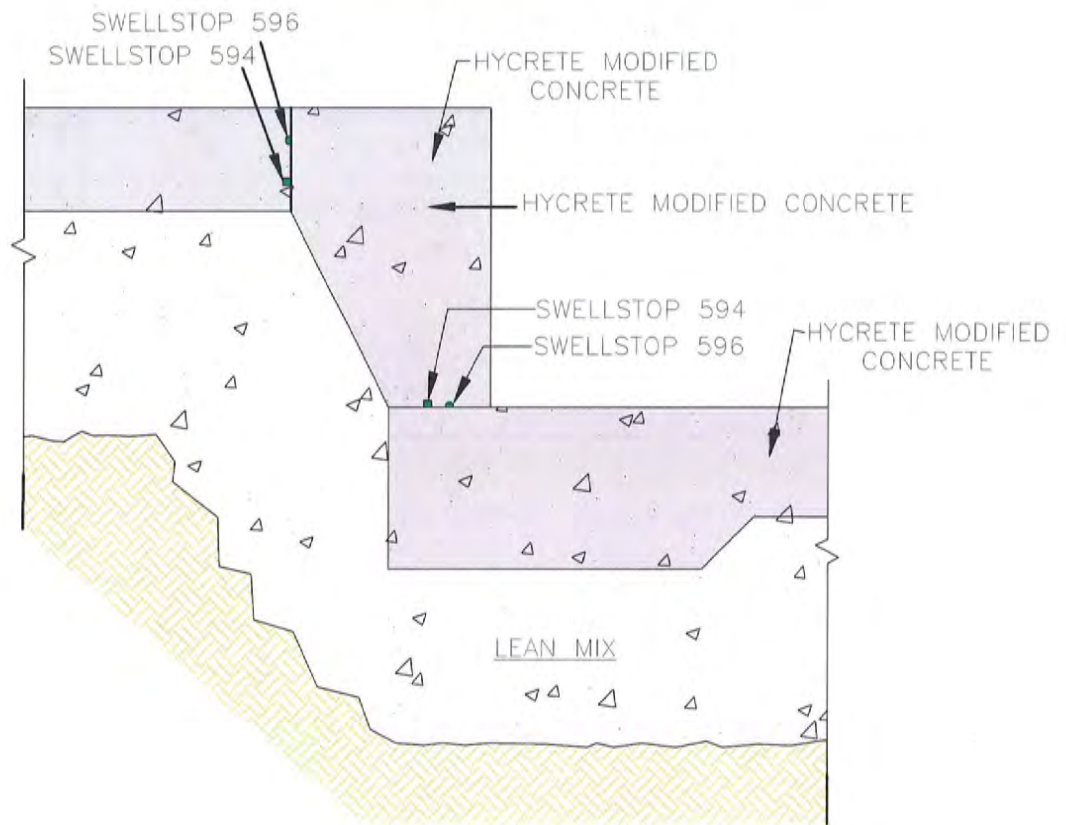 SWELLSTOP 596
SWELLSTOP 594
HYCRETE MODIFIED
CONCRETE
HYCRETE MODIFIED CONCRETE
SWELLSTOP 594
SWELLSTOP 596
HYCRETE MODIFIED
CONCRETE
LEAN MIX